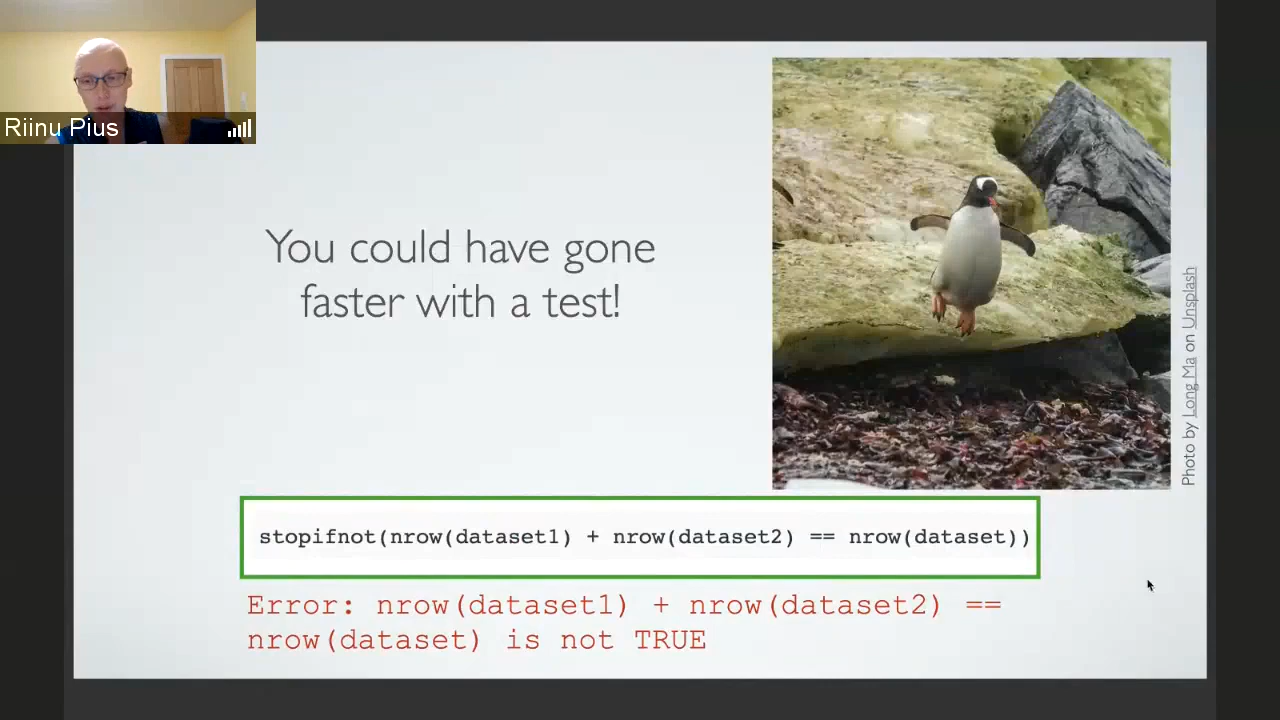 Riinu Pius
You could have gone
faster with a test!
Photo by Long Ma on Unsplash
stopifnot(nrow(dataset1) + nrow(dataset2) == nrow(dataset))
Error: nrow(dataset1) + nrow(dataset2) ==
nrow(dataset) is not TRUE